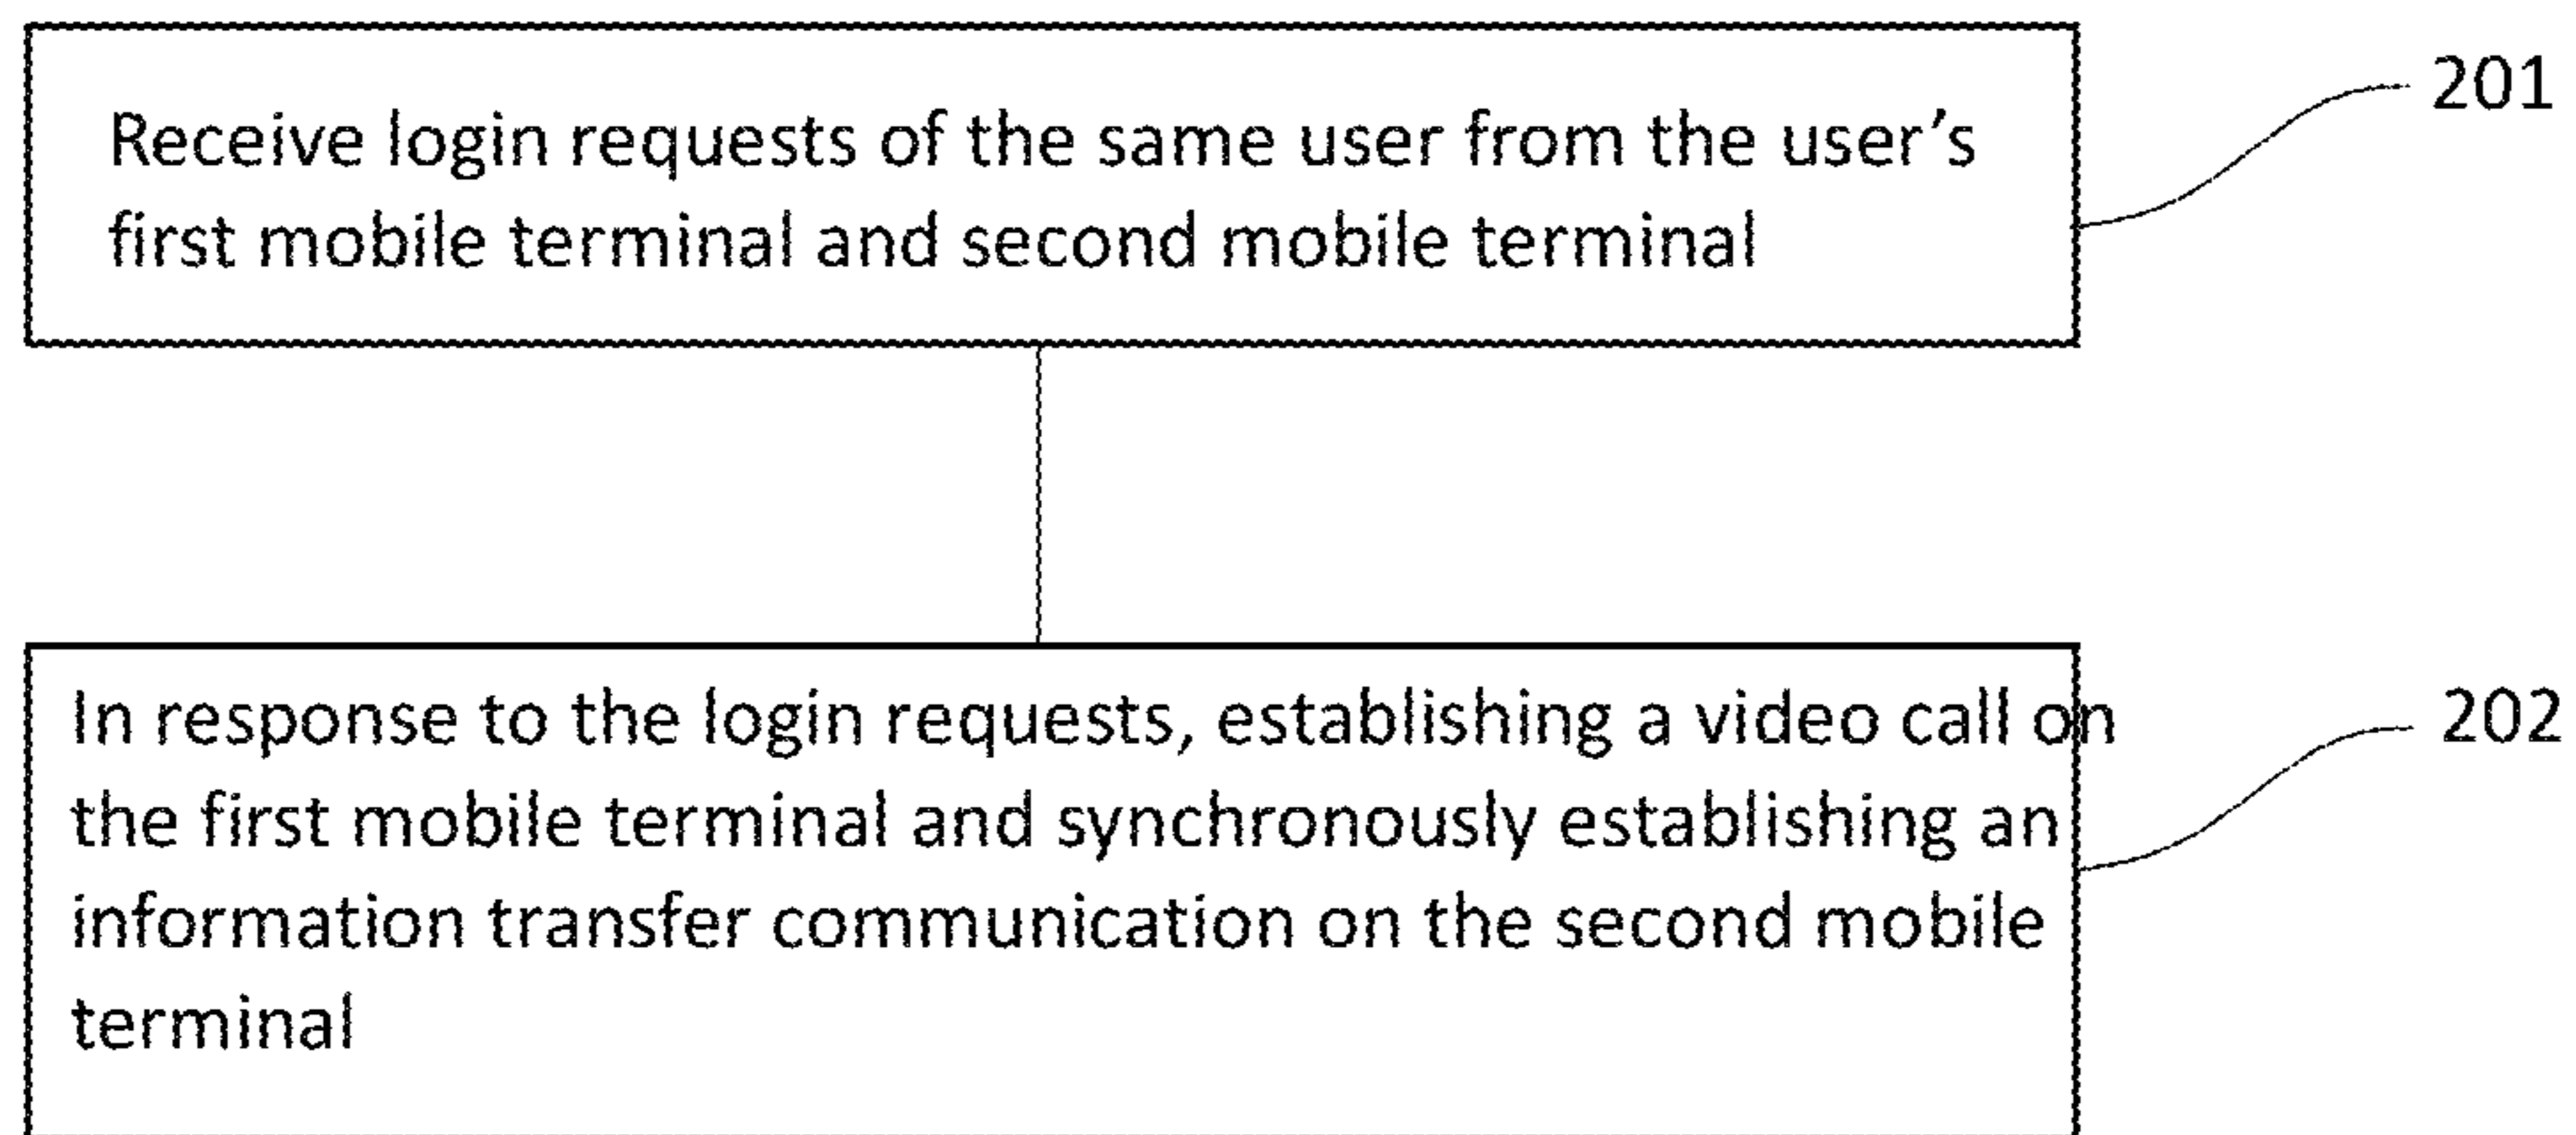 Receive login requests of the same user from the user’s
first mobile terminal and second mobile terminal
201
In response to the login requests, establishing a video call on
the first mobile terminal and synchronously establishing an
information transfer communication on the second mobile
terminal
202